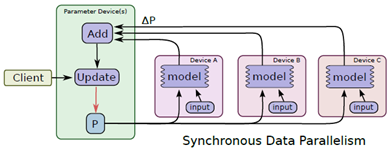 Parameter Device(s)
Add
ΔP
Client
Update
P
Device A
model
input
Device B
model
input
Device C
model
input
Synchronous Data Parallelism